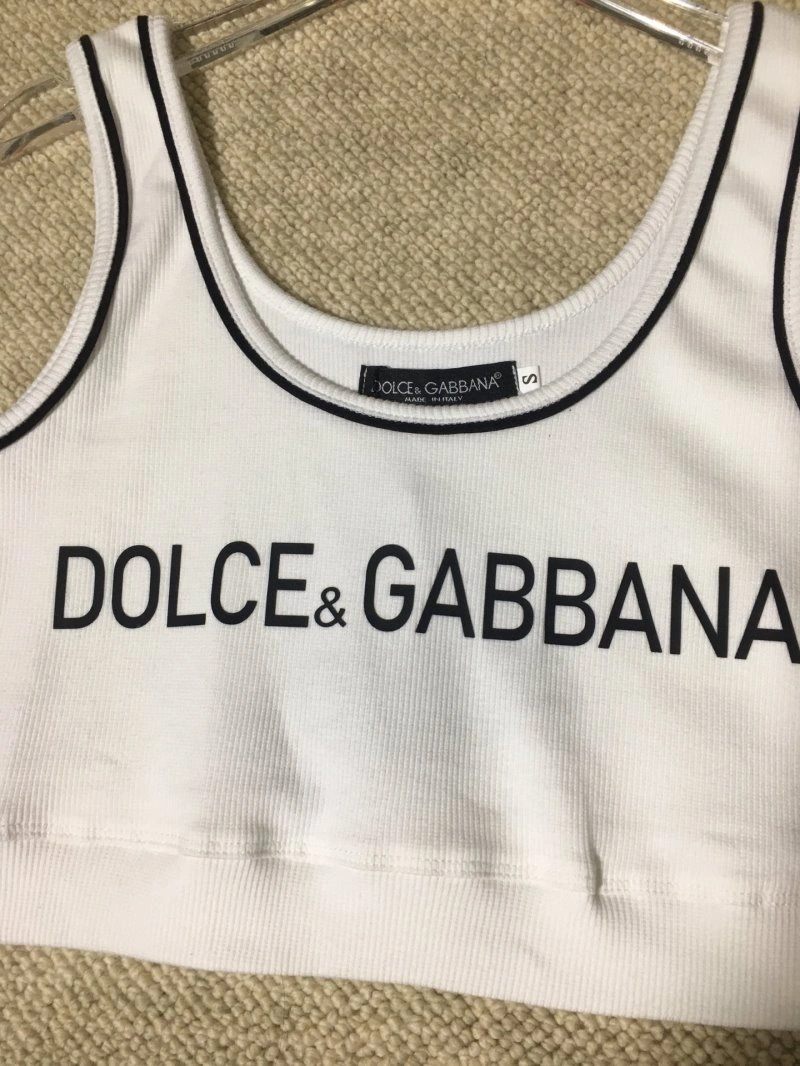 DOLCE & GABBANA®
MADE IN ITALY
S
DOLCE & GABBANA